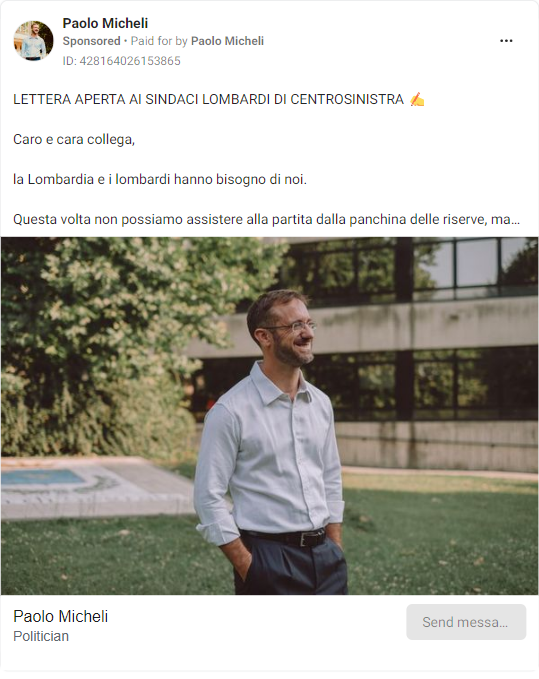 Paolo Micheli
Sponsored • Paid for by Paolo Micheli
ID: 428164026153865
LETTERA APERTA AI SINDACI LOMBARDI DI CENTROSINISTRA ✍️
Caro e cara collega,
la Lombardia e i lombardi hanno bisogno di noi.
Questa volta non possiamo assistere alla partita dalla panchina delle riserve, ma...
Paolo Micheli
Politician
Send messa...